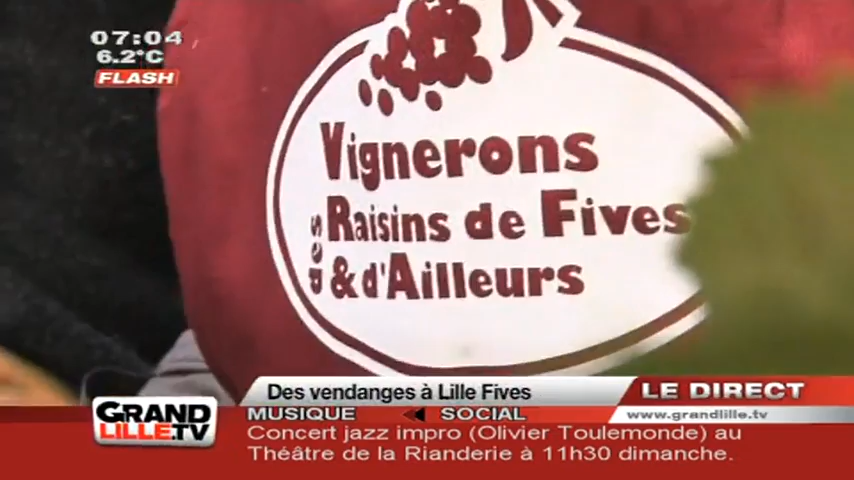 07:04
6.2°C
FLASH
Vignerons
des Raisins de Fives
& d'Ailleurs
Des vendanges à Lille Fives
LE DIRECT
www.grandlille.tv
GRAND
LILLE.TV
MUSIQUE SOCIAL
Concert jazz impro (Olivier Toulemonde) au
Théâtre de la Rianderie à 11h30 dimanche.